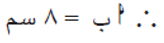 ∴ ٢ب = ٨ سم